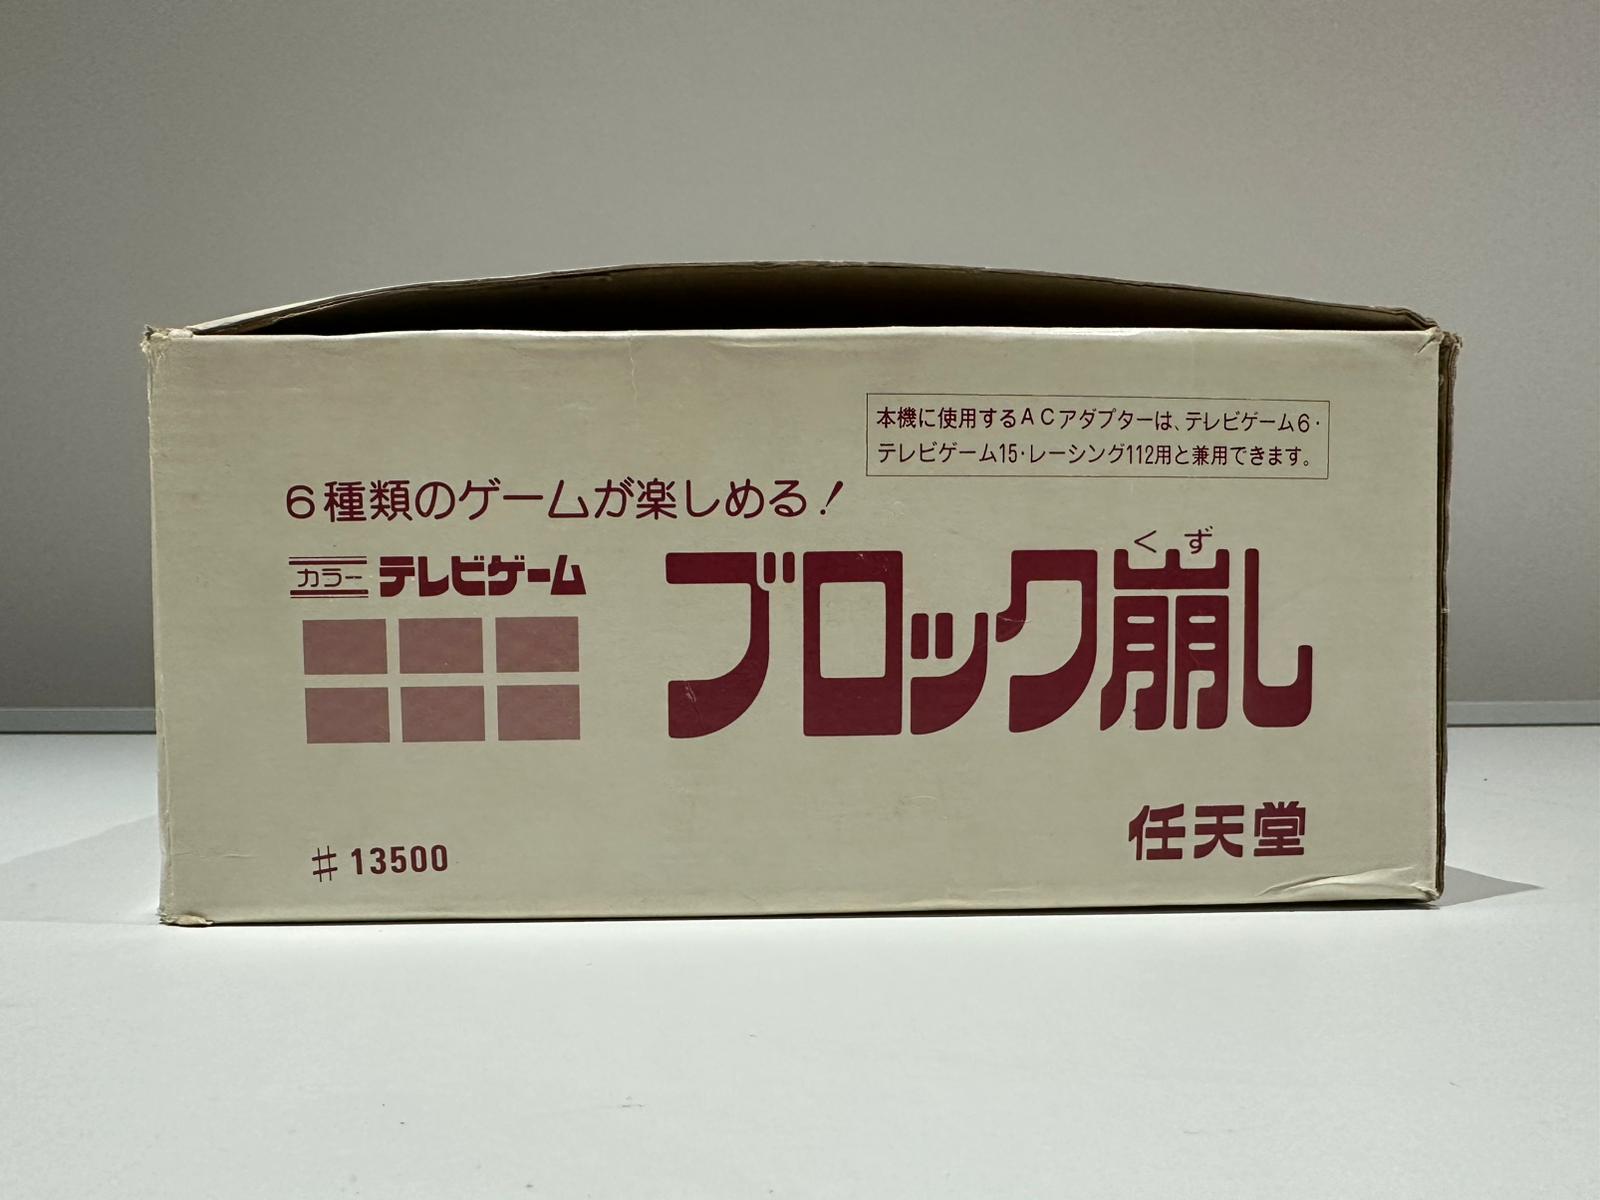 本機に使用するACアダプターは、テレビゲーム6・
テレビゲーム15・レーシング112用と兼用できます。
6種類のゲームが楽しめる!
カラー テレビゲーム
くず
ブロック崩し
任天堂
# 13500